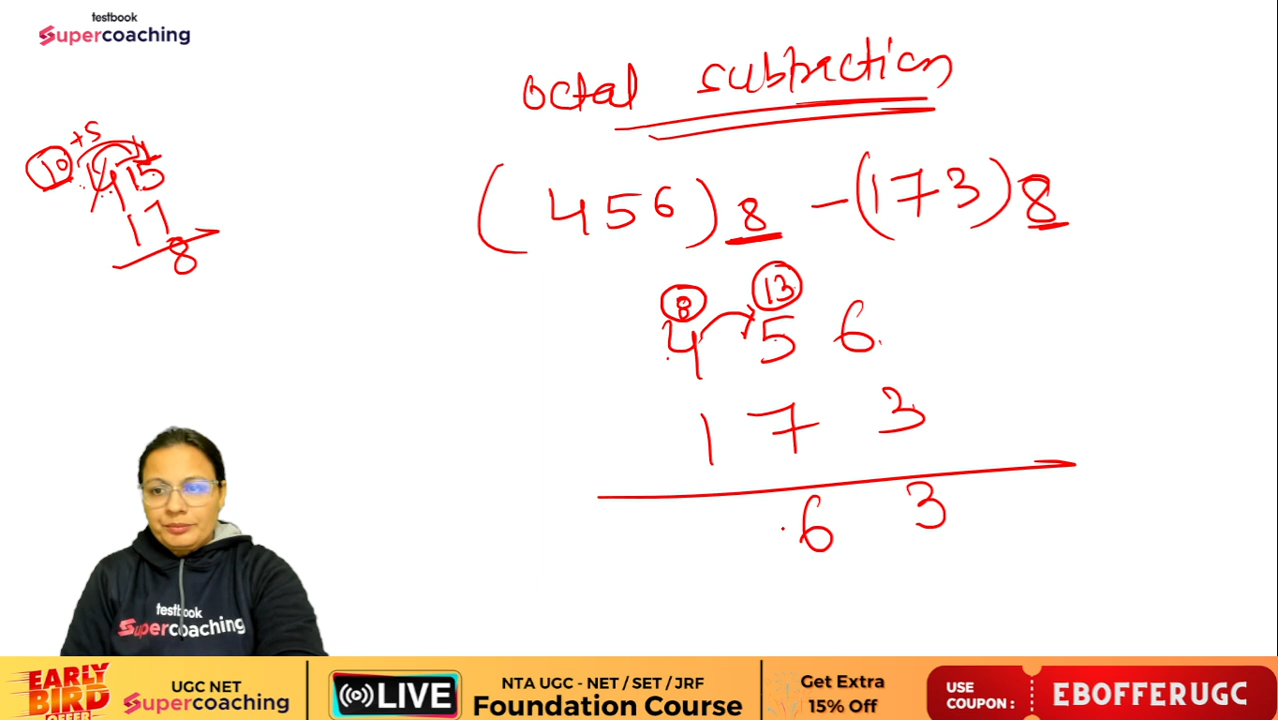 testbook
Supercoaching
octal subtraction
(456)8 - (173)8
10 +5
4 15
17
8
8 13
4 5 6
1 7 3
6 3
testbook
Supercoaching
EARLY
BIRD
OFFER
UGC NET
Supercoaching
LIVE
NTA UGC - NET / SET / JRF
Foundation Course
Get Extra
15% Off
USE
COUPON :
EBOFFERUGC